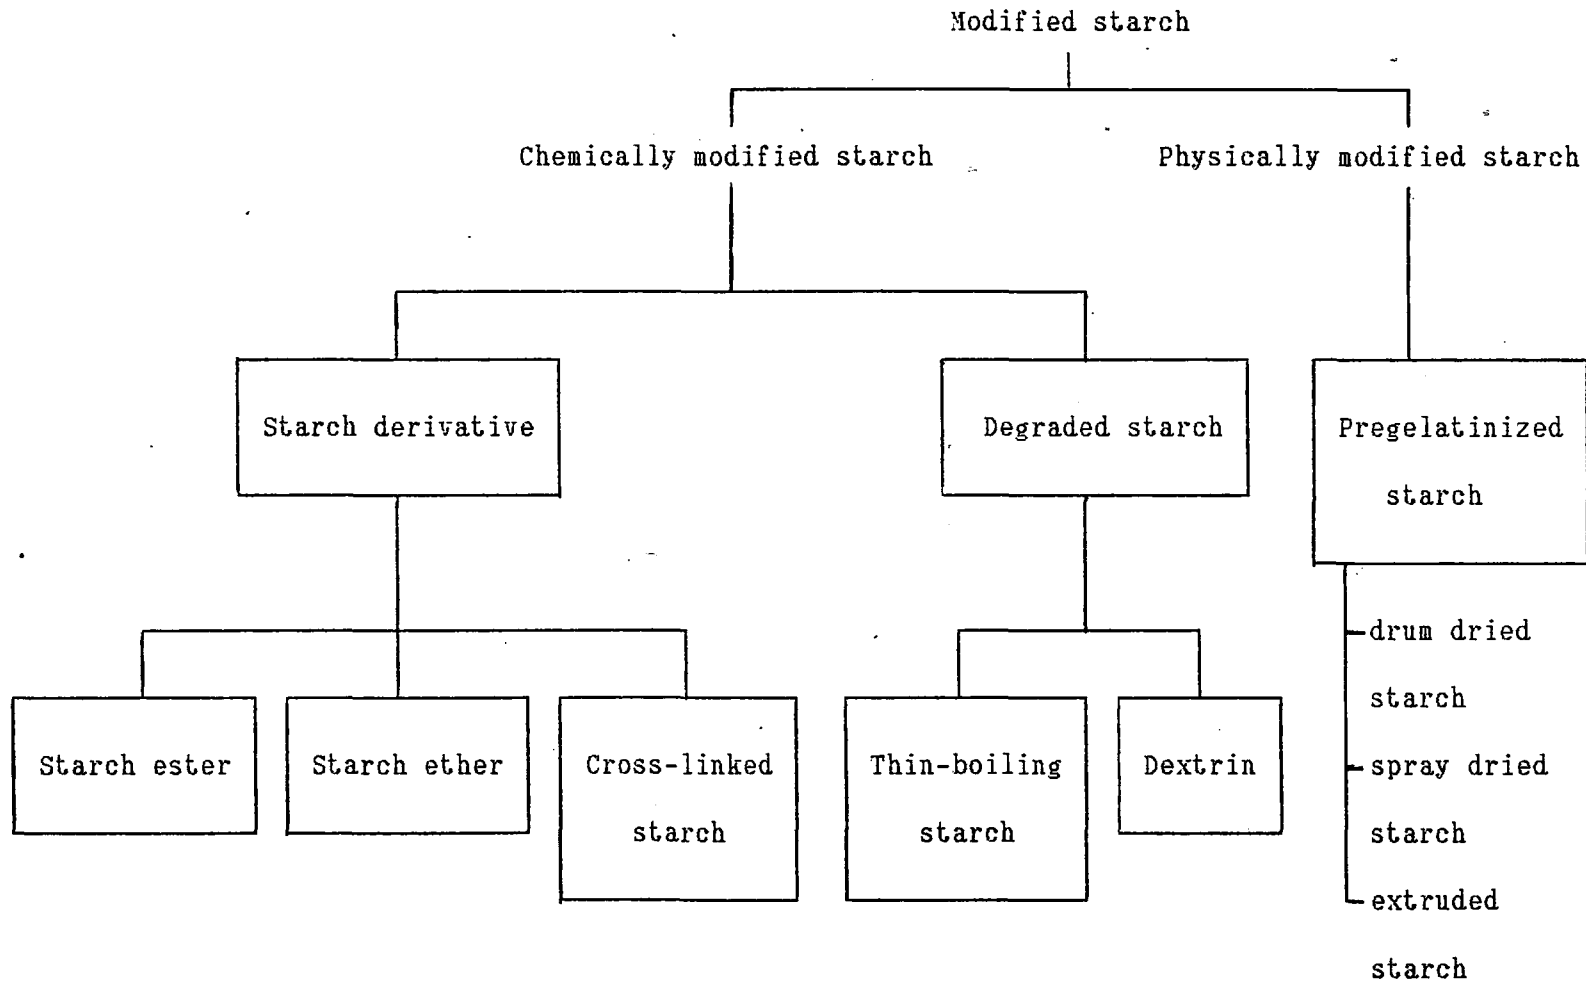 Modified starch
Chemically modified starch
Physically modified starch
Starch derivative
Degraded starch
Pregelatinized
starch
Starch ester
Starch ether
Cross-linked
starch
Thin-boiling
starch
Dextrin
drum dried
starch
spray dried
starch
extruded
starch